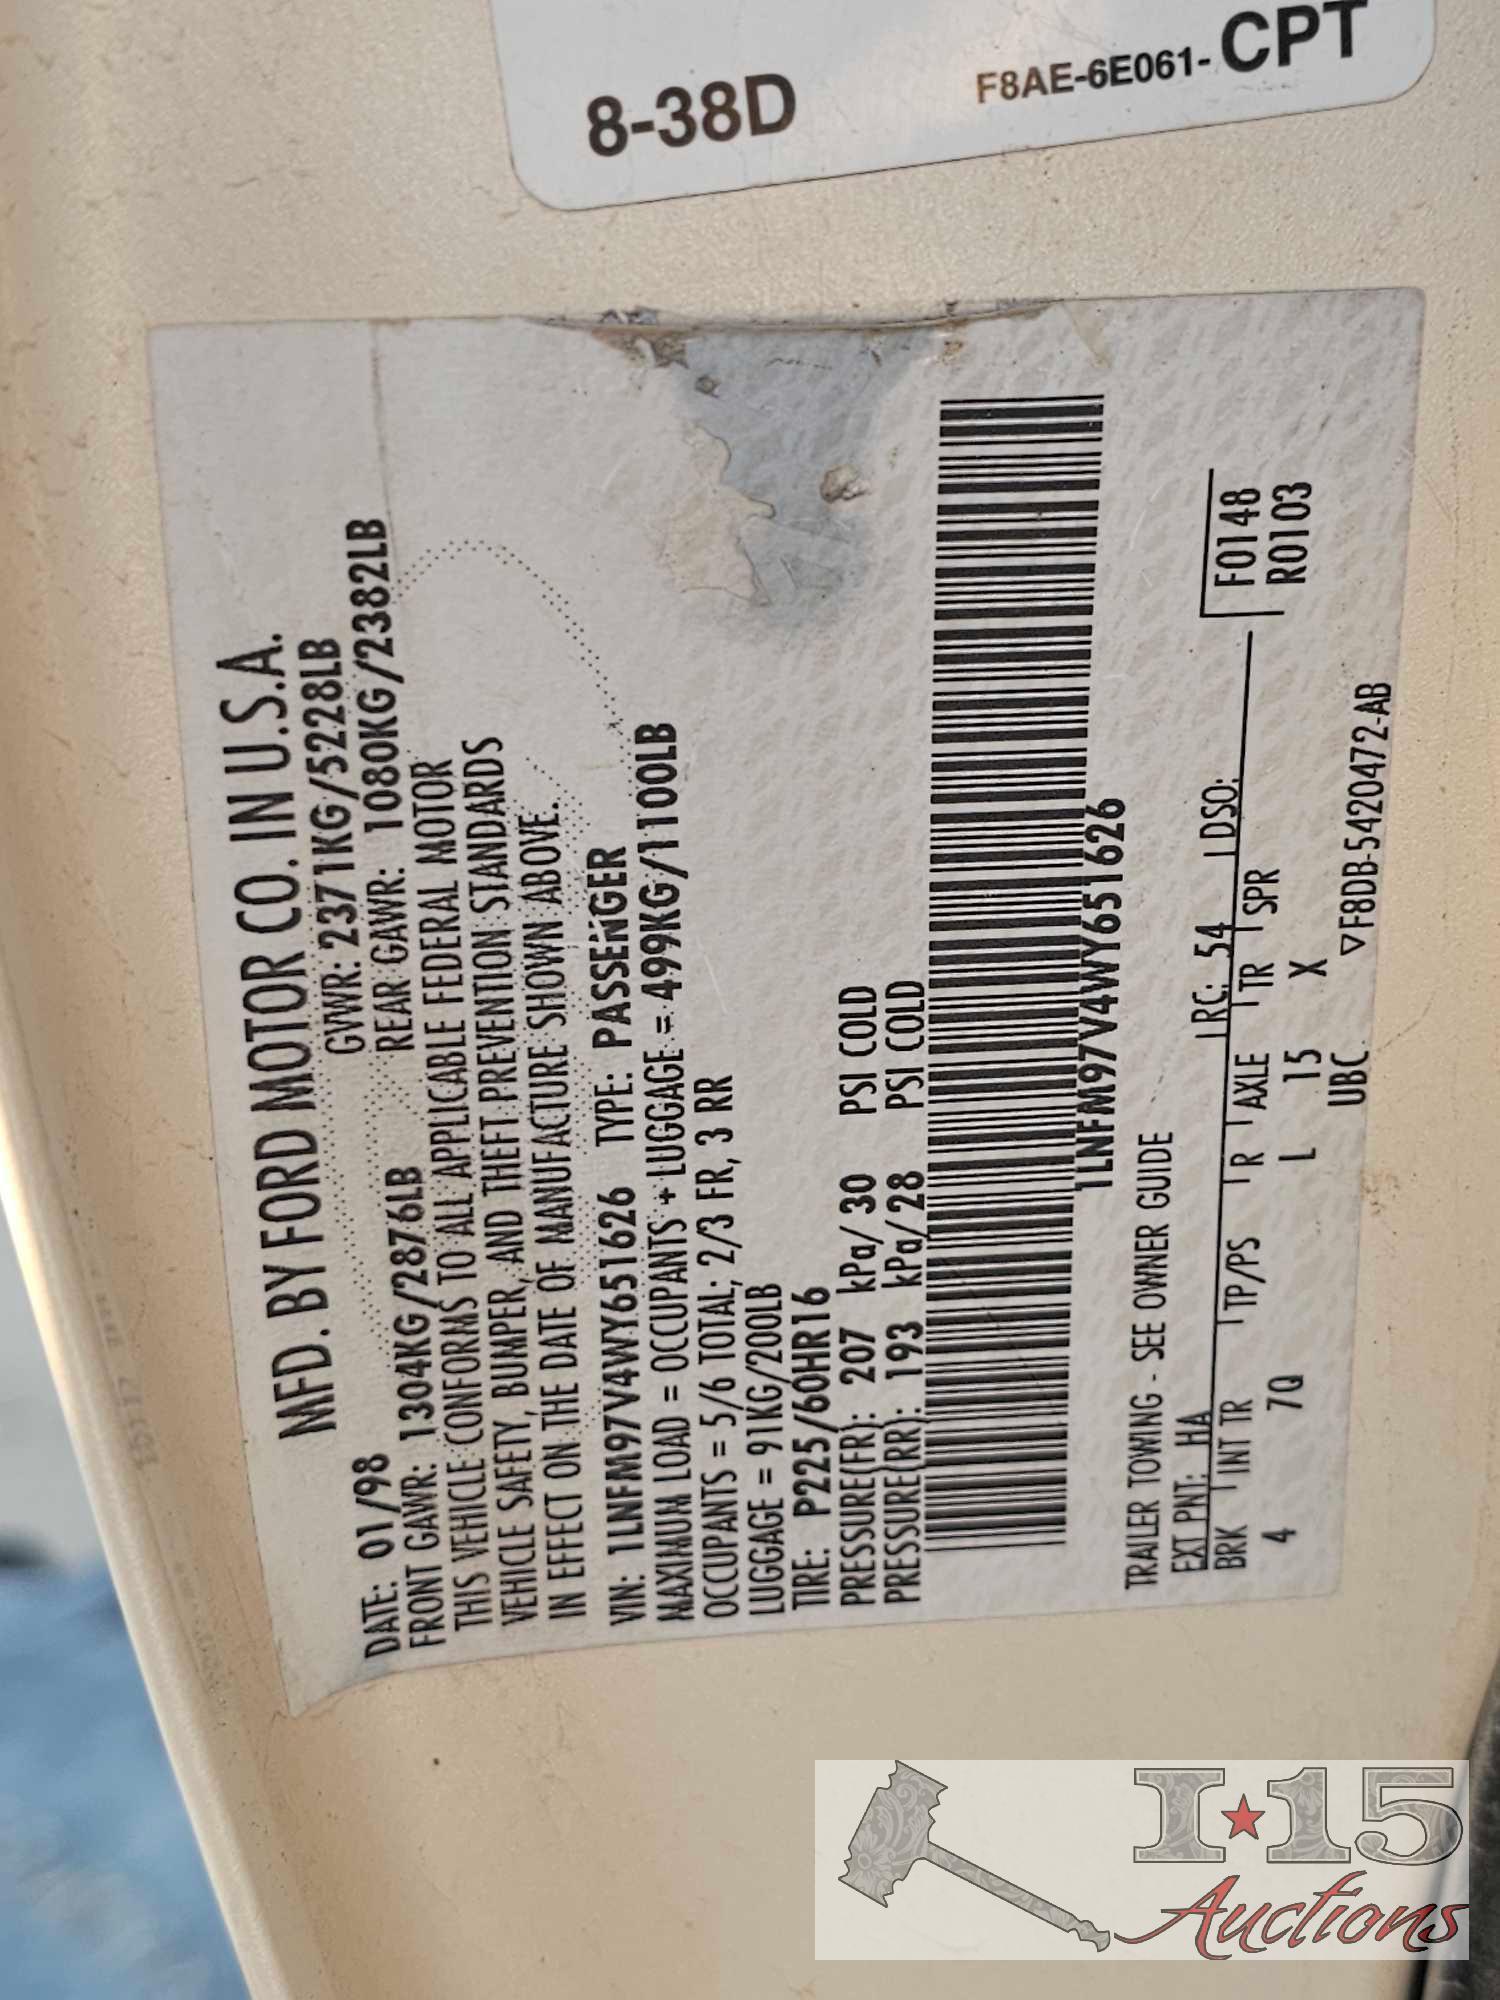 8-38D F8AE-6E061-CPT
MFD. BY FORD MOTOR CO. IN U.S.A.
DATE: 01/98 GVWR: 2371KG/5228LB
FRONT GAWR: 1304KG/2876LB REAR GAWR: 1080KG/2382LB
THIS VEHICLE CONFORMS TO ALL APPLICABLE FEDERAL MOTOR
VEHICLE SAFETY, BUMPER, AND THEFT PREVENTION STANDARDS
IN EFFECT ON THE DATE OF MANUFACTURE SHOWN ABOVE.
VIN: 1LNFM97V4WY651626 TYPE: PASSENGER
MAXIMUM LOAD = OCCUPANTS + LUGGAGE = 499KG/1100LB
OCCUPANTS = 5/6 TOTAL; 2/3 FR, 3 RR
LUGGAGE = 91KG/200LB
TIRE: P225/60HR16
PRESSURE(FR): 207 kPa/ 30 PSI COLD
PRESSURE(RR): 193 kPa/ 28 PSI COLD
1LNFM97V4WY651626
TRAILER TOWING - SEE OWNER GUIDE
EXT PNT: HA RC: 54 DSO:
F0148
BRK INT TR TP/PS R AXLE TR SPR
R0103
4 7Q L 15 X
UBC ▽F8DB-5420472-AB
I★15
Auctions